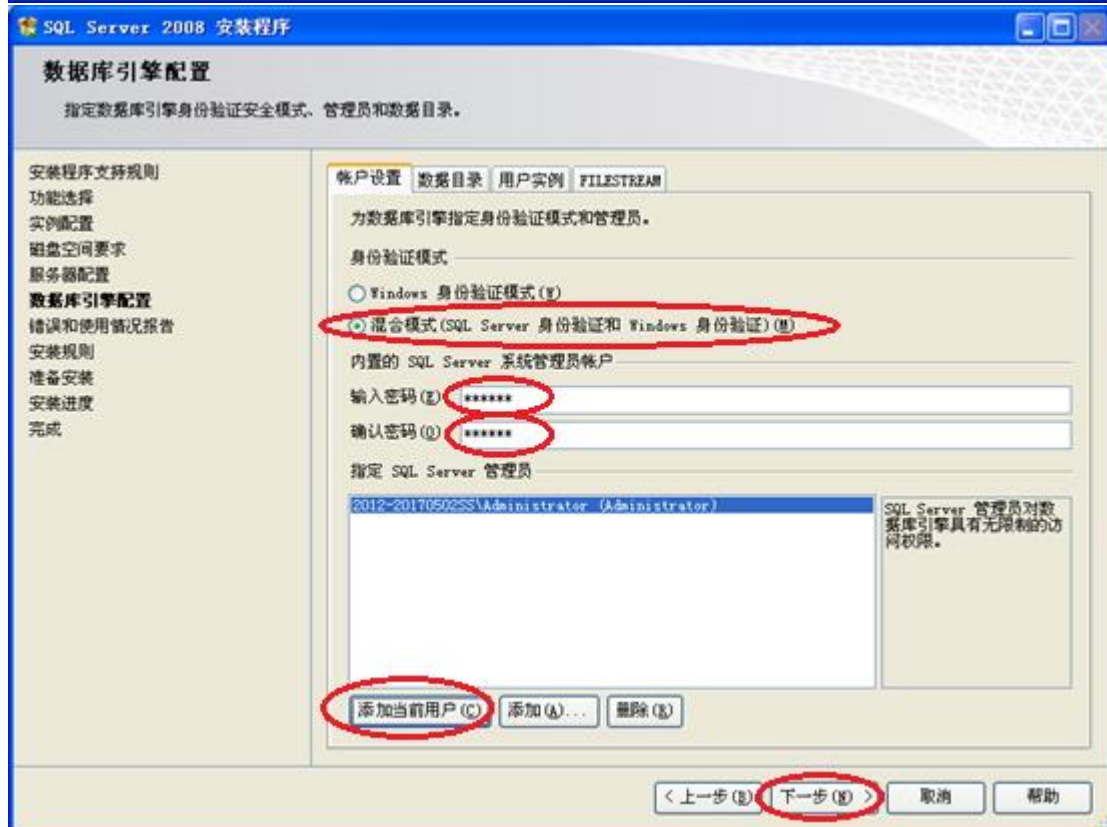 SQL Server 2008 安装程序
数据库引擎配置
指定数据库引擎身份验证安全模式、管理员和数据目录。
安装程序支持规则
功能选择
实例配置
磁盘空间要求
服务器配置
数据库引擎配置
错误和使用情况报告
安装规则
准备安装
安装进度
完成
帐户设置 数据目录 用户实例 FILESTREAM
为数据库引擎指定身份验证模式和管理员。
身份验证模式
Windows 身份验证模式(W)
混合模式(SQL Server 身份验证和 Windows 身份验证)(M)
内置的 SQL Server 系统管理员帐户
输入密码(E) ******
确认密码(O) ******
指定 SQL Server 管理员
2012-20170502SS\Administrator (Administrator)
SQL Server 管理员对数
据库引擎具有无限制的访
问权限。
添加当前用户(C) 添加(A)... 删除(R)
< 上一步(B) 下一步(N) > 取消 帮助